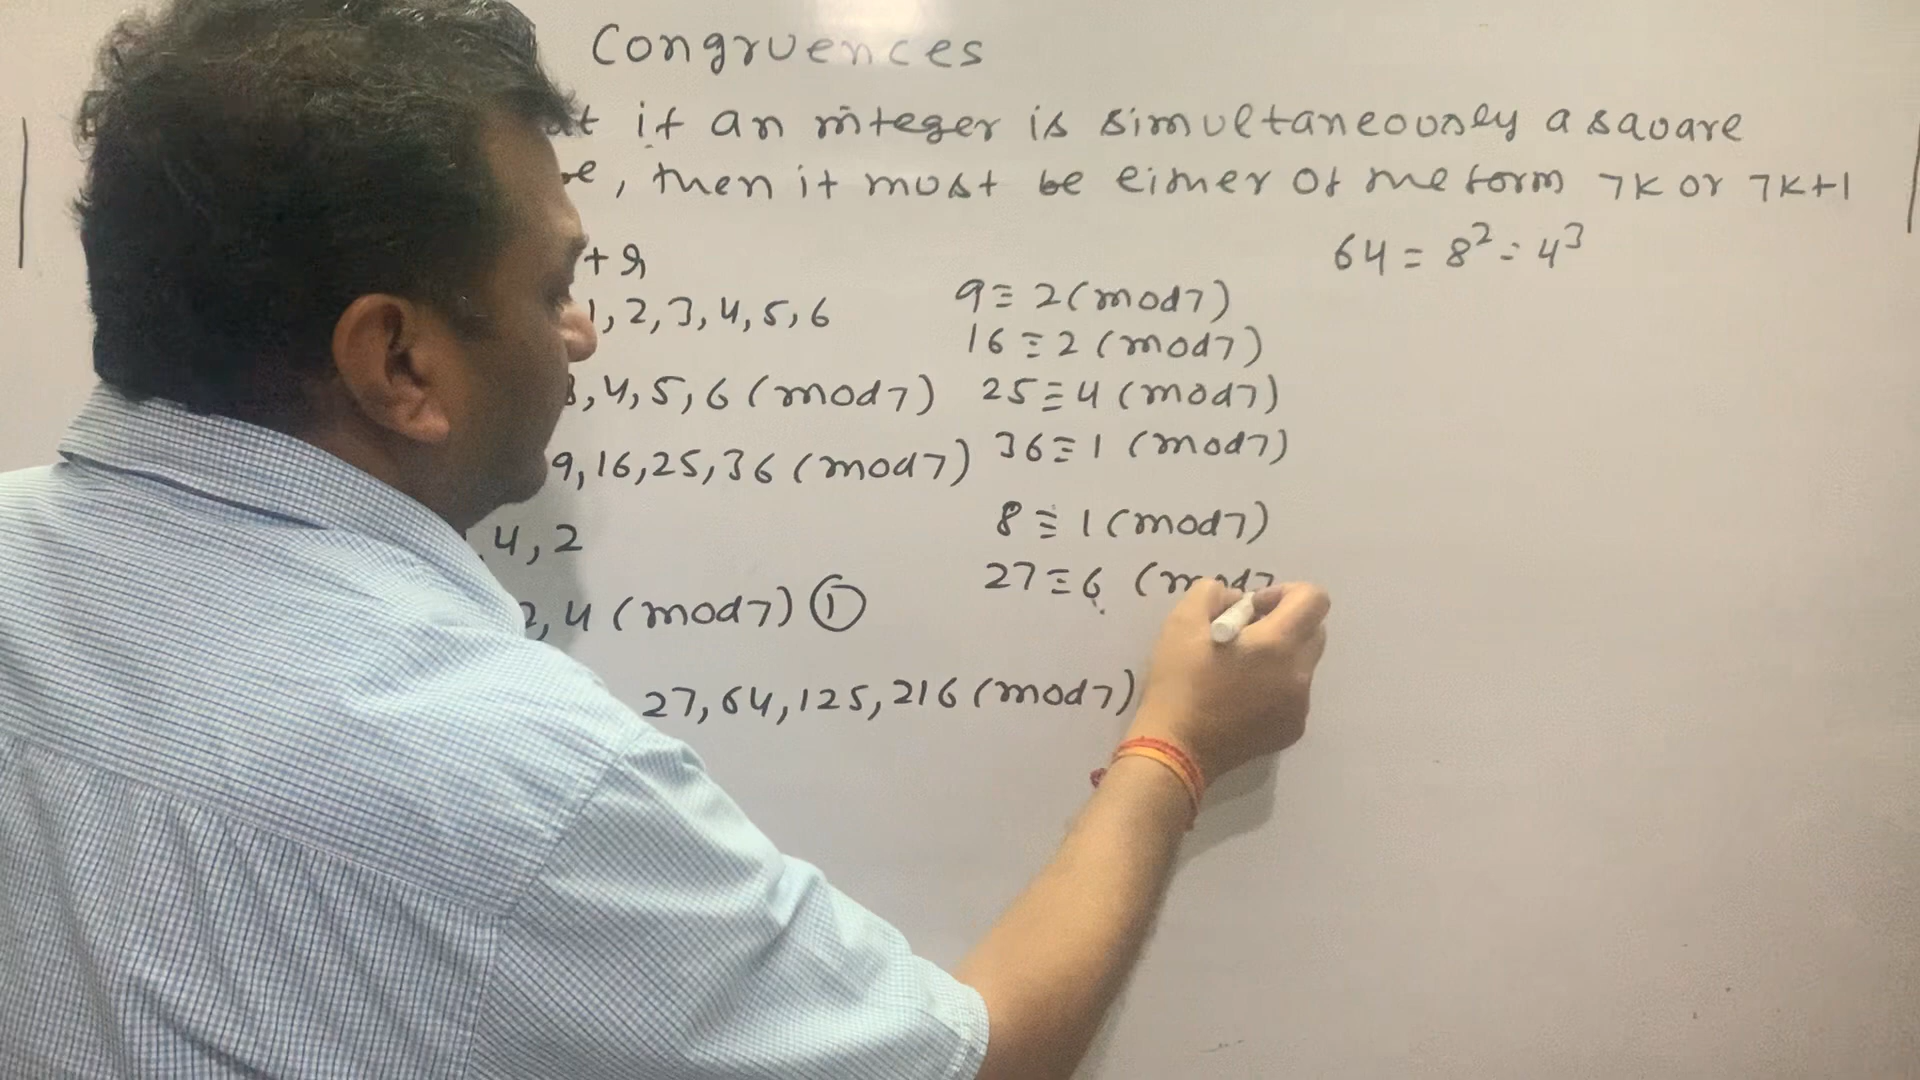 Congruences
if an integer is simultaneously a square
, then it must be either of the form 7K or 7K+1
+ r
64 = 8² = 4³
1, 2, 3, 4, 5, 6
9 ≡ 2 (mod 7)
16 ≡ 2 (mod 7)
3, 4, 5, 6 (mod 7)
25 ≡ 4 (mod 7)
9, 16, 25, 36 (mod 7)
36 ≡ 1 (mod 7)
, 4, 2
8 ≡ 1 (mod 7)
2, 4 (mod 7) ①
27 ≡ 6 (mod 7
27, 64, 125, 216 (mod 7)